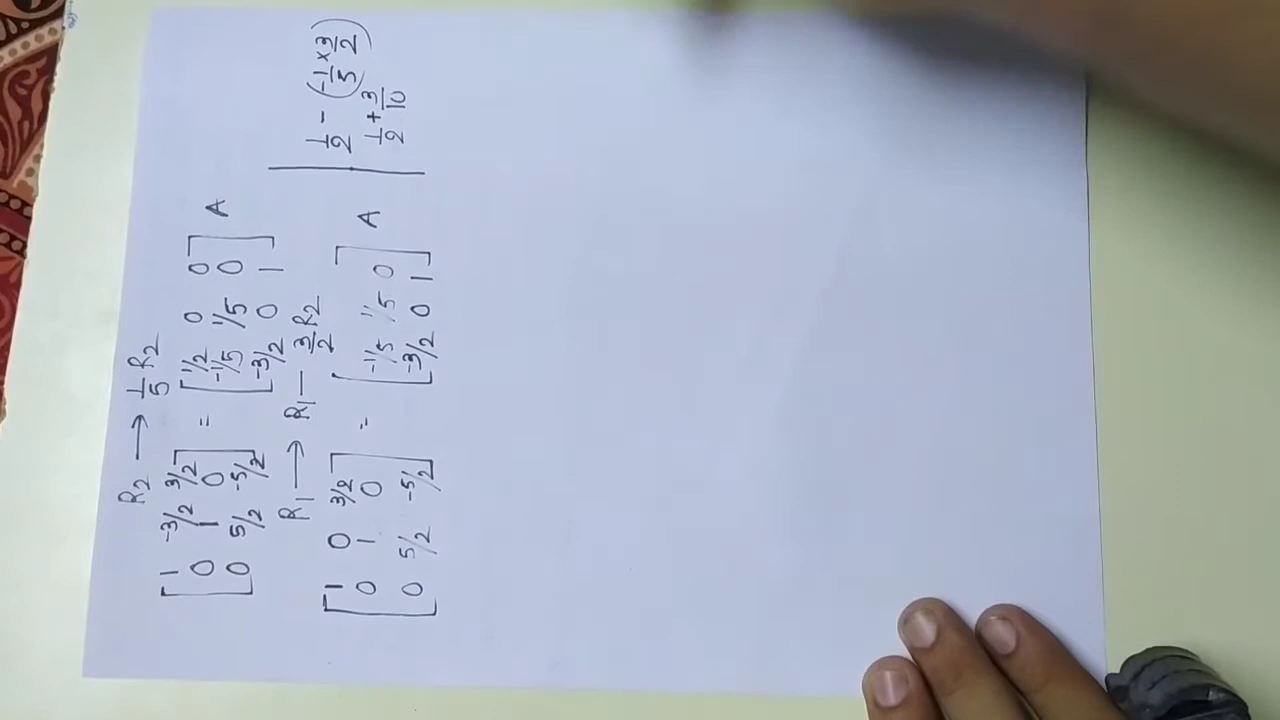 R2 → 1/5 R2
[1 -3/2 3/2
0 1 0
0 5/2 -5/2] = [1/2 0 0
-1/5 1/5 0
-3/2 0 1] A
R1 → R1 - 3/2 R2
[1 0 3/2
0 1 0
0 5/2 -5/2] = [
-1/5 1/5 0
-3/2 0 1] A
1/2 - (-1/5 × 3/2)
1/2 + 3/10